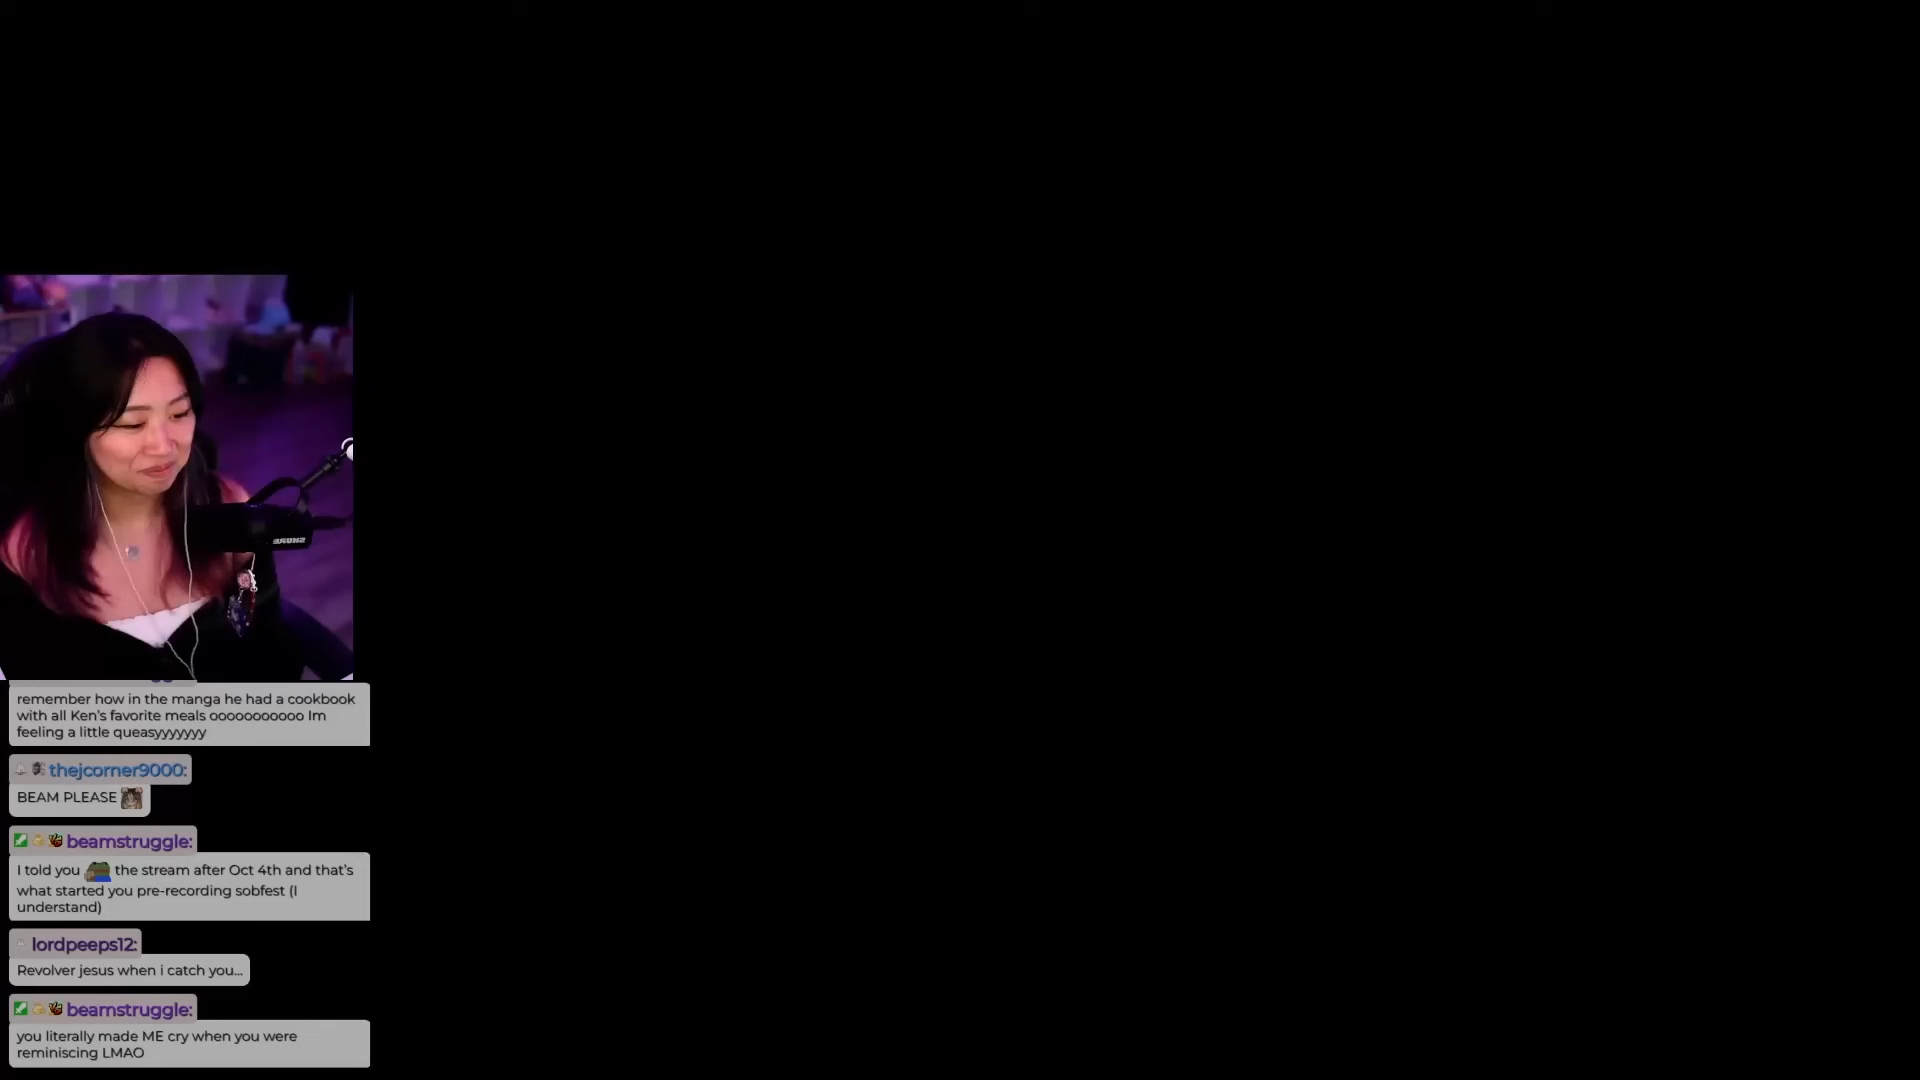 SHURE
remember how in the manga he had a cookbook
with all Ken's favorite meals ooooooooooo Im
feeling a little queasyyyyyyy
thejcorner9000:
BEAM PLEASE
beamstruggle:
I told you the stream after Oct 4th and that's
what started you pre-recording sobfest (I
understand)
lordpeeps12:
Revolver jesus when i catch you...
beamstruggle:
you literally made ME cry when you were
reminiscing LMAO